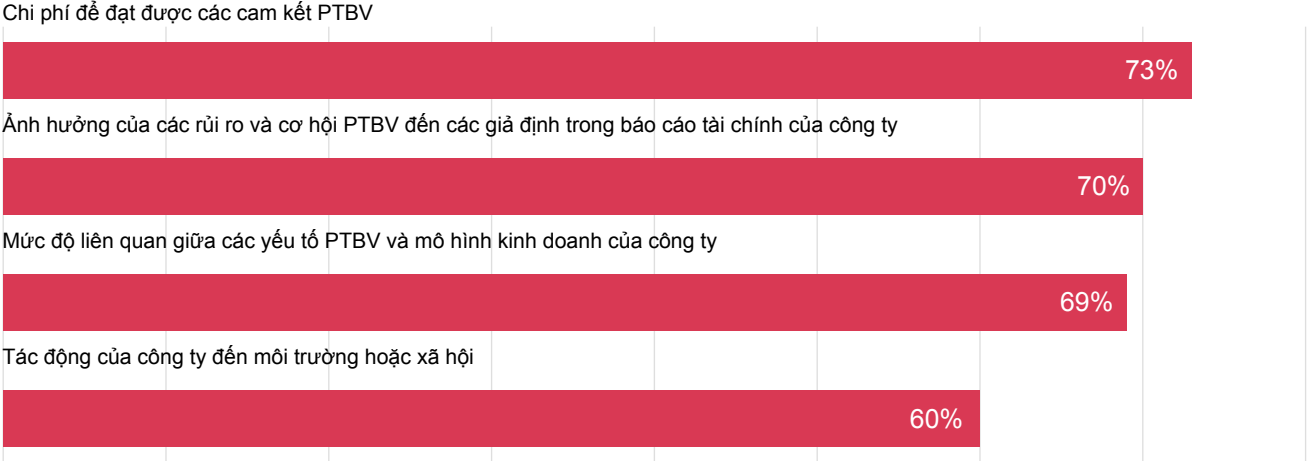 Chi phí để đạt được các cam kết PTBV
73%
Ảnh hưởng của các rủi ro và cơ hội PTBV đến các giả định trong báo cáo tài chính của công ty
70%
Mức độ liên quan giữa các yếu tố PTBV và mô hình kinh doanh của công ty
69%
Tác động của công ty đến môi trường hoặc xã hội
60%